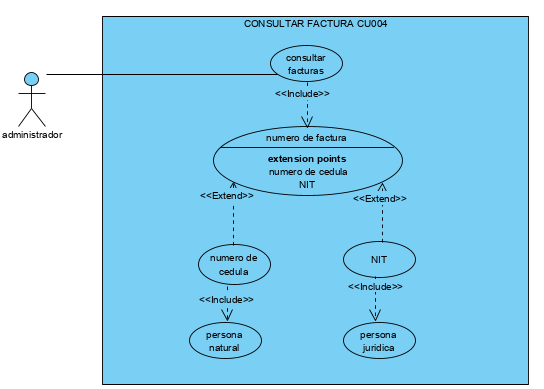 CONSULTAR FACTURA CU004
consultar
facturas
<<Include>>
administrador
numero de factura
extension points
numero de cedula
NIT
<<Extend>>
<<Extend>>
numero de
cedula
NIT
<<Include>>
<<Include>>
persona
natural
persona
juridica